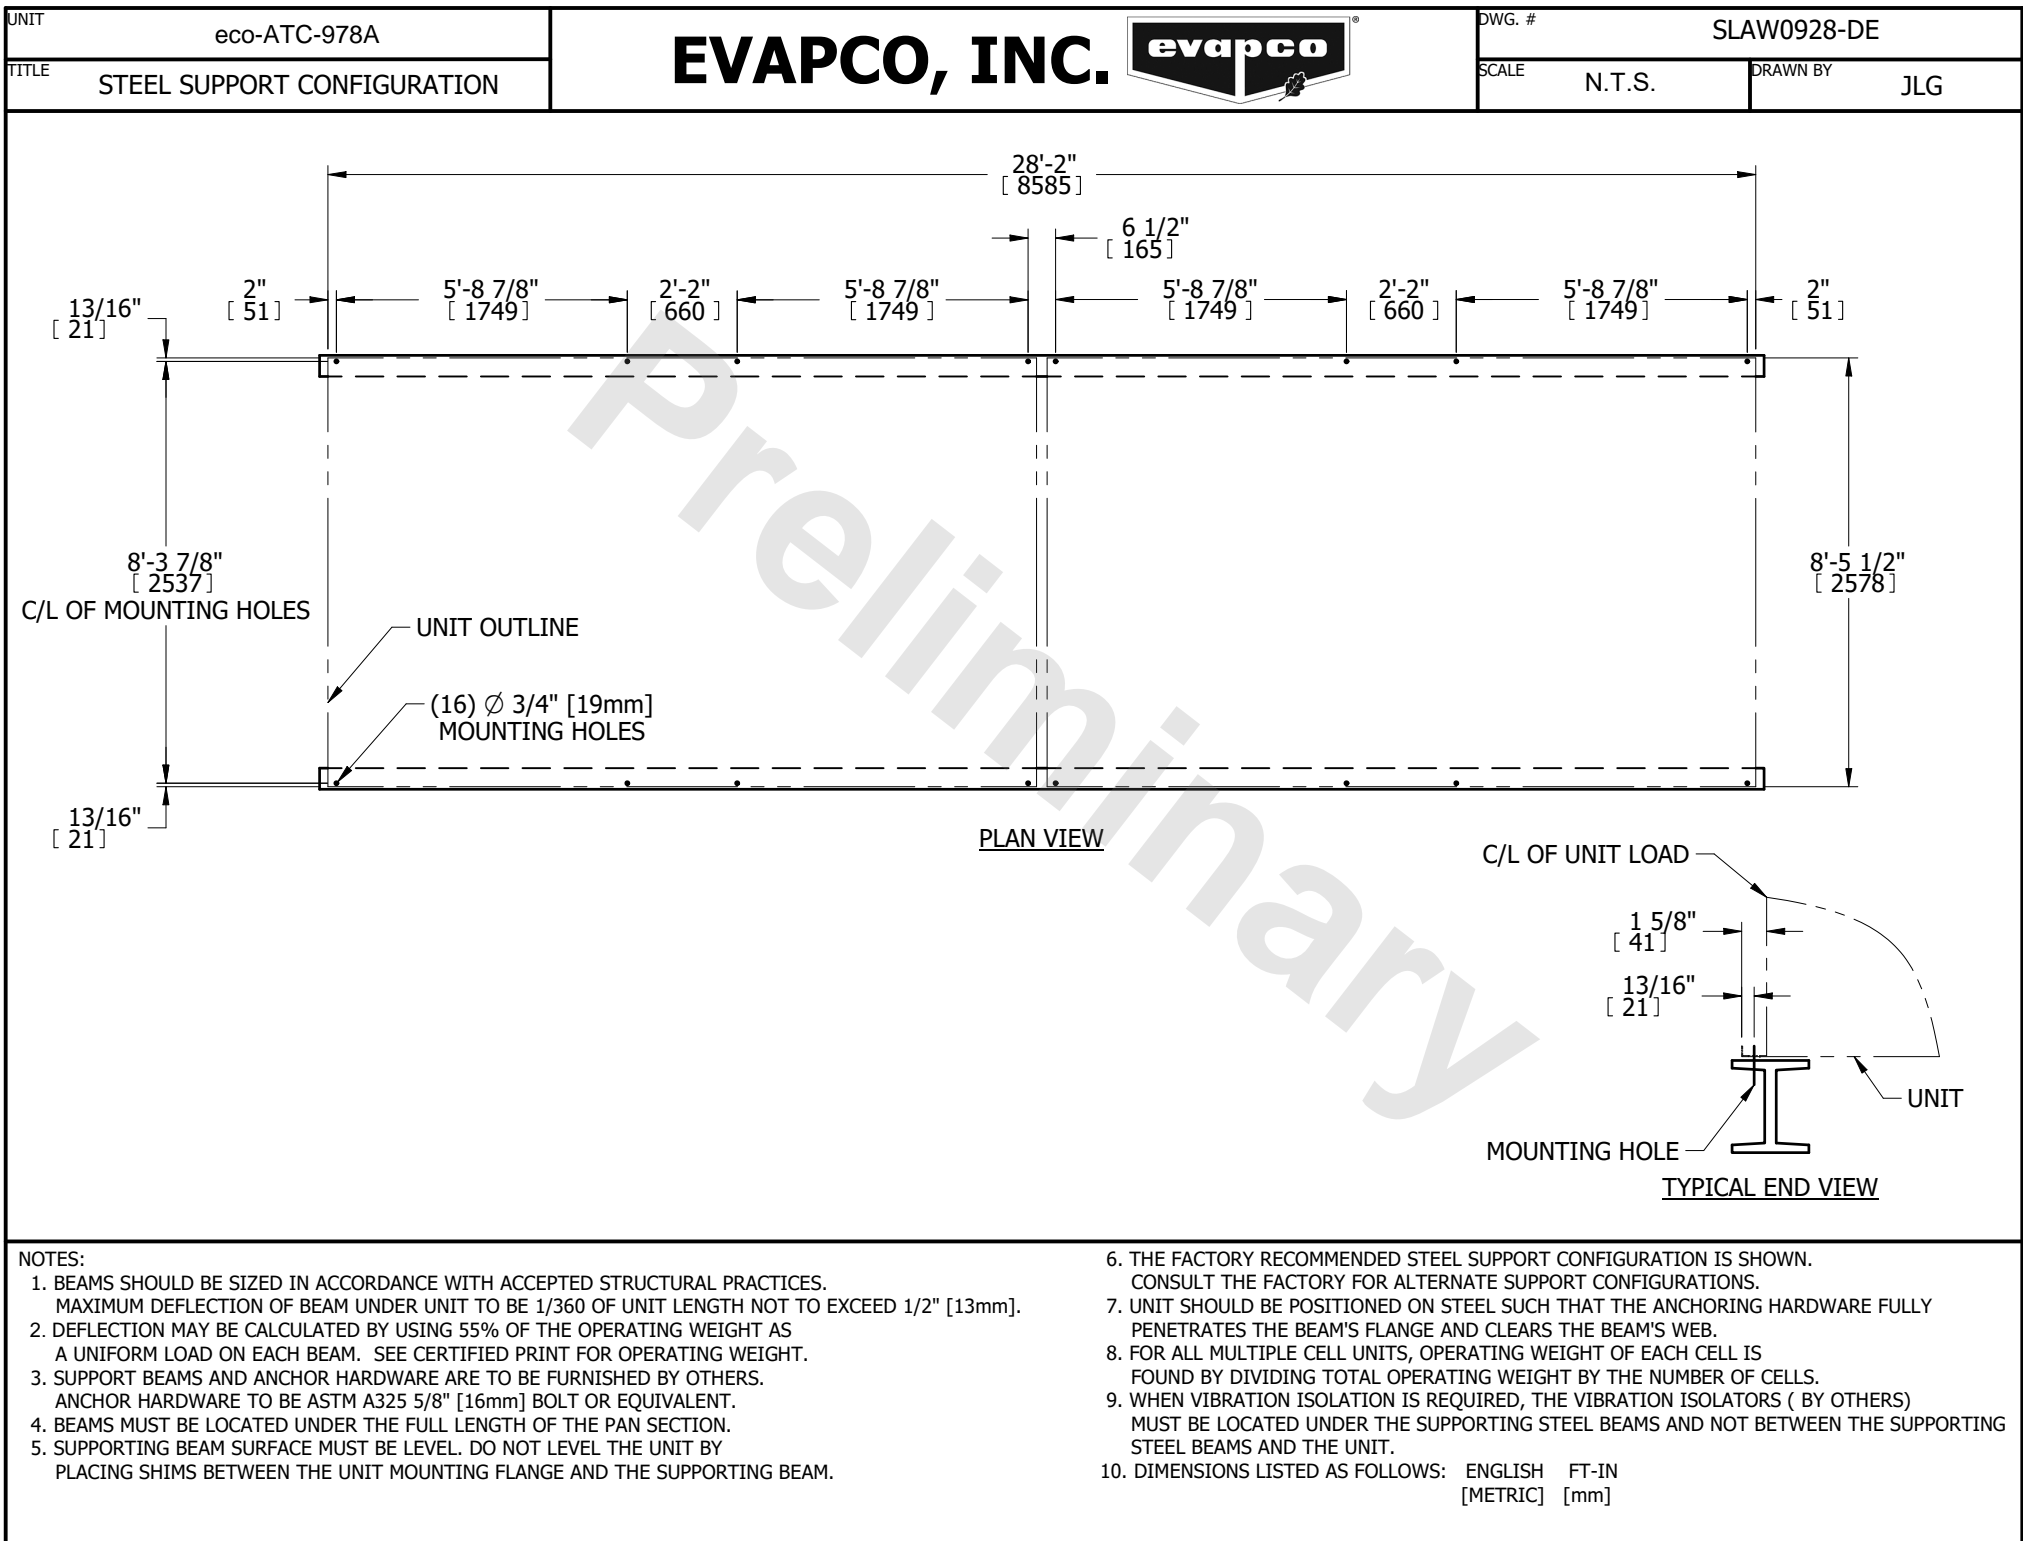 UNIT
eco-ATC-978A
TITLE
STEEL SUPPORT CONFIGURATION
EVAPCO, INC.
evapco
®
DWG. #
SLAW0928-DE
SCALE
N.T.S.
DRAWN BY
JLG
28'-2"
[ 8585]
6 1/2"
[ 165]
13/16"
[ 21]
2"
[ 51]
5'-8 7/8"
[ 1749]
2'-2"
[ 660 ]
5'-8 7/8"
[ 1749 ]
5'-8 7/8"
[ 1749 ]
2'-2"
[ 660 ]
5'-8 7/8"
[ 1749]
2"
[ 51]
8'-3 7/8"
[ 2537]
C/L OF MOUNTING HOLES
8'-5 1/2"
[ 2578]
UNIT OUTLINE
(16) ∅ 3/4" [19mm]
MOUNTING HOLES
13/16"
[ 21]
PLAN VIEW
Preliminary
C/L OF UNIT LOAD
1 5/8"
[ 41]
13/16"
[ 21]
UNIT
MOUNTING HOLE
TYPICAL END VIEW
NOTES:
1. BEAMS SHOULD BE SIZED IN ACCORDANCE WITH ACCEPTED STRUCTURAL PRACTICES.
MAXIMUM DEFLECTION OF BEAM UNDER UNIT TO BE 1/360 OF UNIT LENGTH NOT TO EXCEED 1/2" [13mm].
2. DEFLECTION MAY BE CALCULATED BY USING 55% OF THE OPERATING WEIGHT AS
A UNIFORM LOAD ON EACH BEAM. SEE CERTIFIED PRINT FOR OPERATING WEIGHT.
3. SUPPORT BEAMS AND ANCHOR HARDWARE ARE TO BE FURNISHED BY OTHERS.
ANCHOR HARDWARE TO BE ASTM A325 5/8" [16mm] BOLT OR EQUIVALENT.
4. BEAMS MUST BE LOCATED UNDER THE FULL LENGTH OF THE PAN SECTION.
5. SUPPORTING BEAM SURFACE MUST BE LEVEL. DO NOT LEVEL THE UNIT BY
PLACING SHIMS BETWEEN THE UNIT MOUNTING FLANGE AND THE SUPPORTING BEAM.
6. THE FACTORY RECOMMENDED STEEL SUPPORT CONFIGURATION IS SHOWN.
CONSULT THE FACTORY FOR ALTERNATE SUPPORT CONFIGURATIONS.
7. UNIT SHOULD BE POSITIONED ON STEEL SUCH THAT THE ANCHORING HARDWARE FULLY
PENETRATES THE BEAM'S FLANGE AND CLEARS THE BEAM'S WEB.
8. FOR ALL MULTIPLE CELL UNITS, OPERATING WEIGHT OF EACH CELL IS
FOUND BY DIVIDING TOTAL OPERATING WEIGHT BY THE NUMBER OF CELLS.
9. WHEN VIBRATION ISOLATION IS REQUIRED, THE VIBRATION ISOLATORS ( BY OTHERS)
MUST BE LOCATED UNDER THE SUPPORTING STEEL BEAMS AND NOT BETWEEN THE SUPPORTING
STEEL BEAMS AND THE UNIT.
10. DIMENSIONS LISTED AS FOLLOWS: ENGLISH FT-IN
[METRIC] [mm]